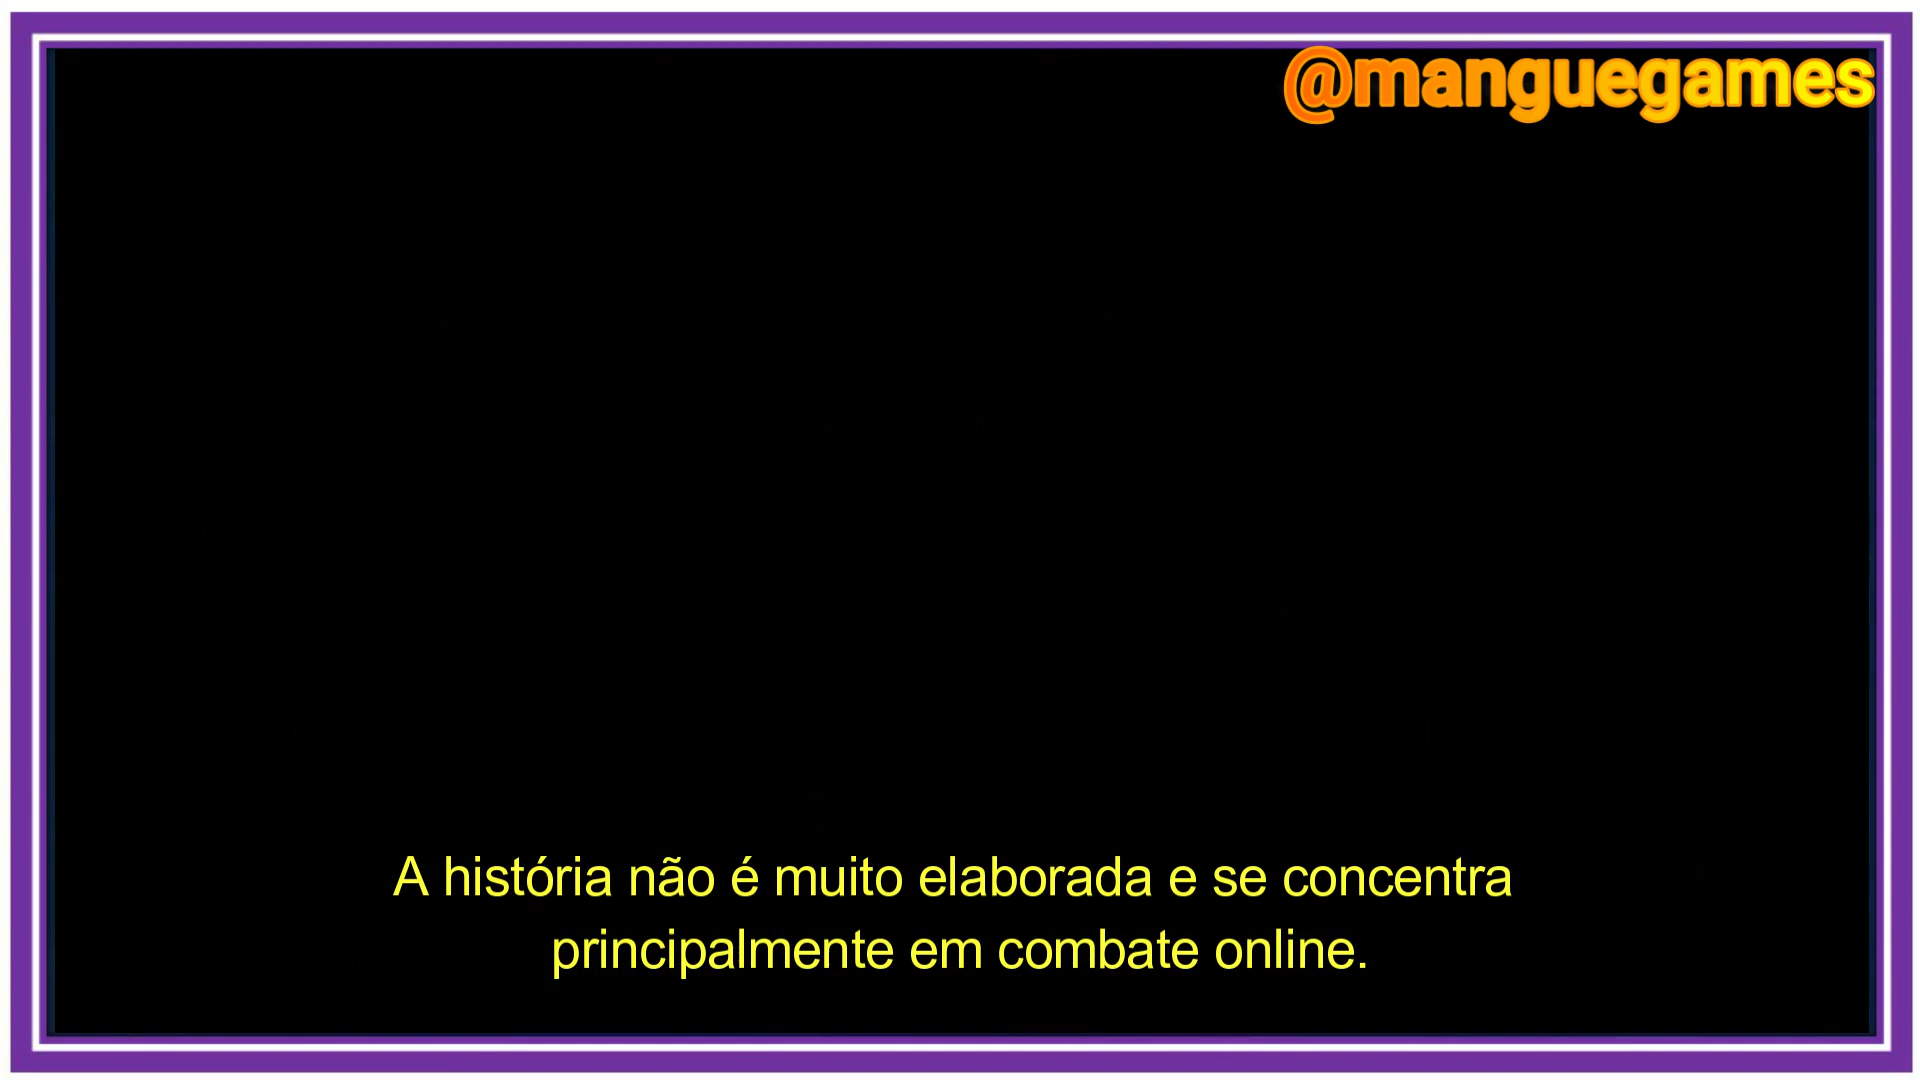 @manguegames
A história não é muito elaborada e se concentra
principalmente em combate online.